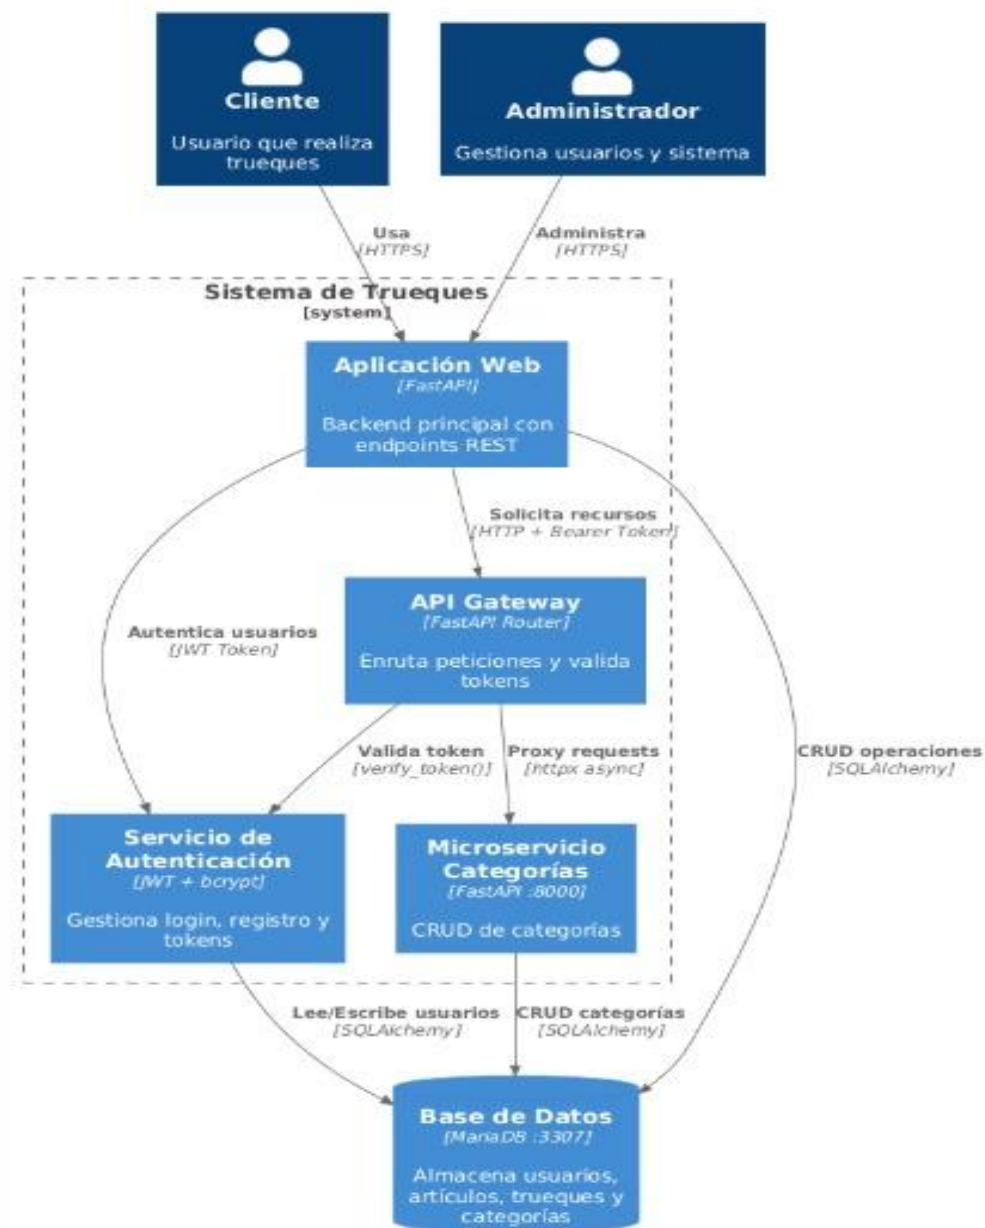 Cliente
Usuario que realiza
trueques
Administrador
Gestiona usuarios y sistema
Usa
[HTTPS]
Administra
[HTTPS]
Sistema de Trueques
[system]
Aplicación Web
[FastAPI]
Backend principal con
endpoints REST
Solicita recursos
[HTTP + Bearer Token]
API Gateway
[FastAPI Router]
Enruta peticiones y valida
tokens
Autentica usuarios
[JWT Token]
Valida token
[verify_token()]
Proxy requests
[httpx async]
CRUD operaciones
[SQLAlchemy]
Servicio de
Autenticación
[JWT + bcrypt]
Gestiona login, registro y
tokens
Microservicio
Categorías
[FastAPI :8000]
CRUD de categorías
Lee/Escribe usuarios
[SQLAlchemy]
CRUD categorías
[SQLAlchemy]
Base de Datos
[MariaDB :3307]
Almacena usuarios,
artículos, trueques y
categorías